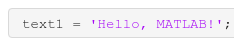 text1 = 'Hello, MATLAB!';